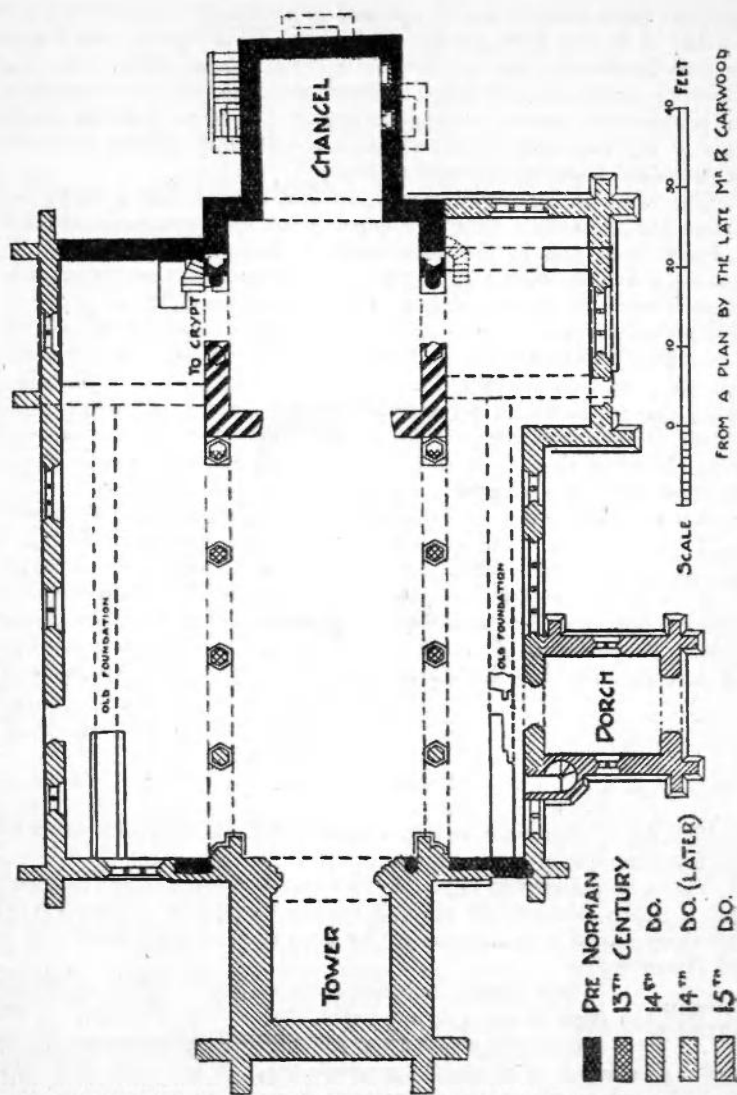 CHANCEL
TO CRYPT
OLD FOUNDATION
OLD FOUNDATION
TOWER
PORCH
PRE NORMAN
13TH CENTURY
14TH DO.
14TH DO. (LATER)
15TH DO.
SCALE 0 10 20 30 40 FEET
FROM A PLAN BY THE LATE MR R CARWOOD